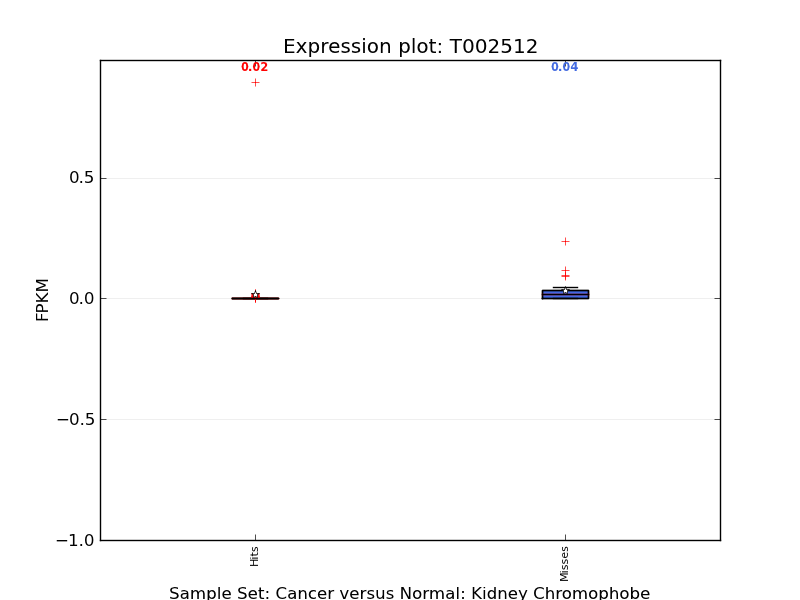 Expression plot: T002512
0.02
0.04
0.5
0.0
−0.5
−1.0
FPKM
Hits
Misses
Sample Set: Cancer versus Normal: Kidney Chromophobe